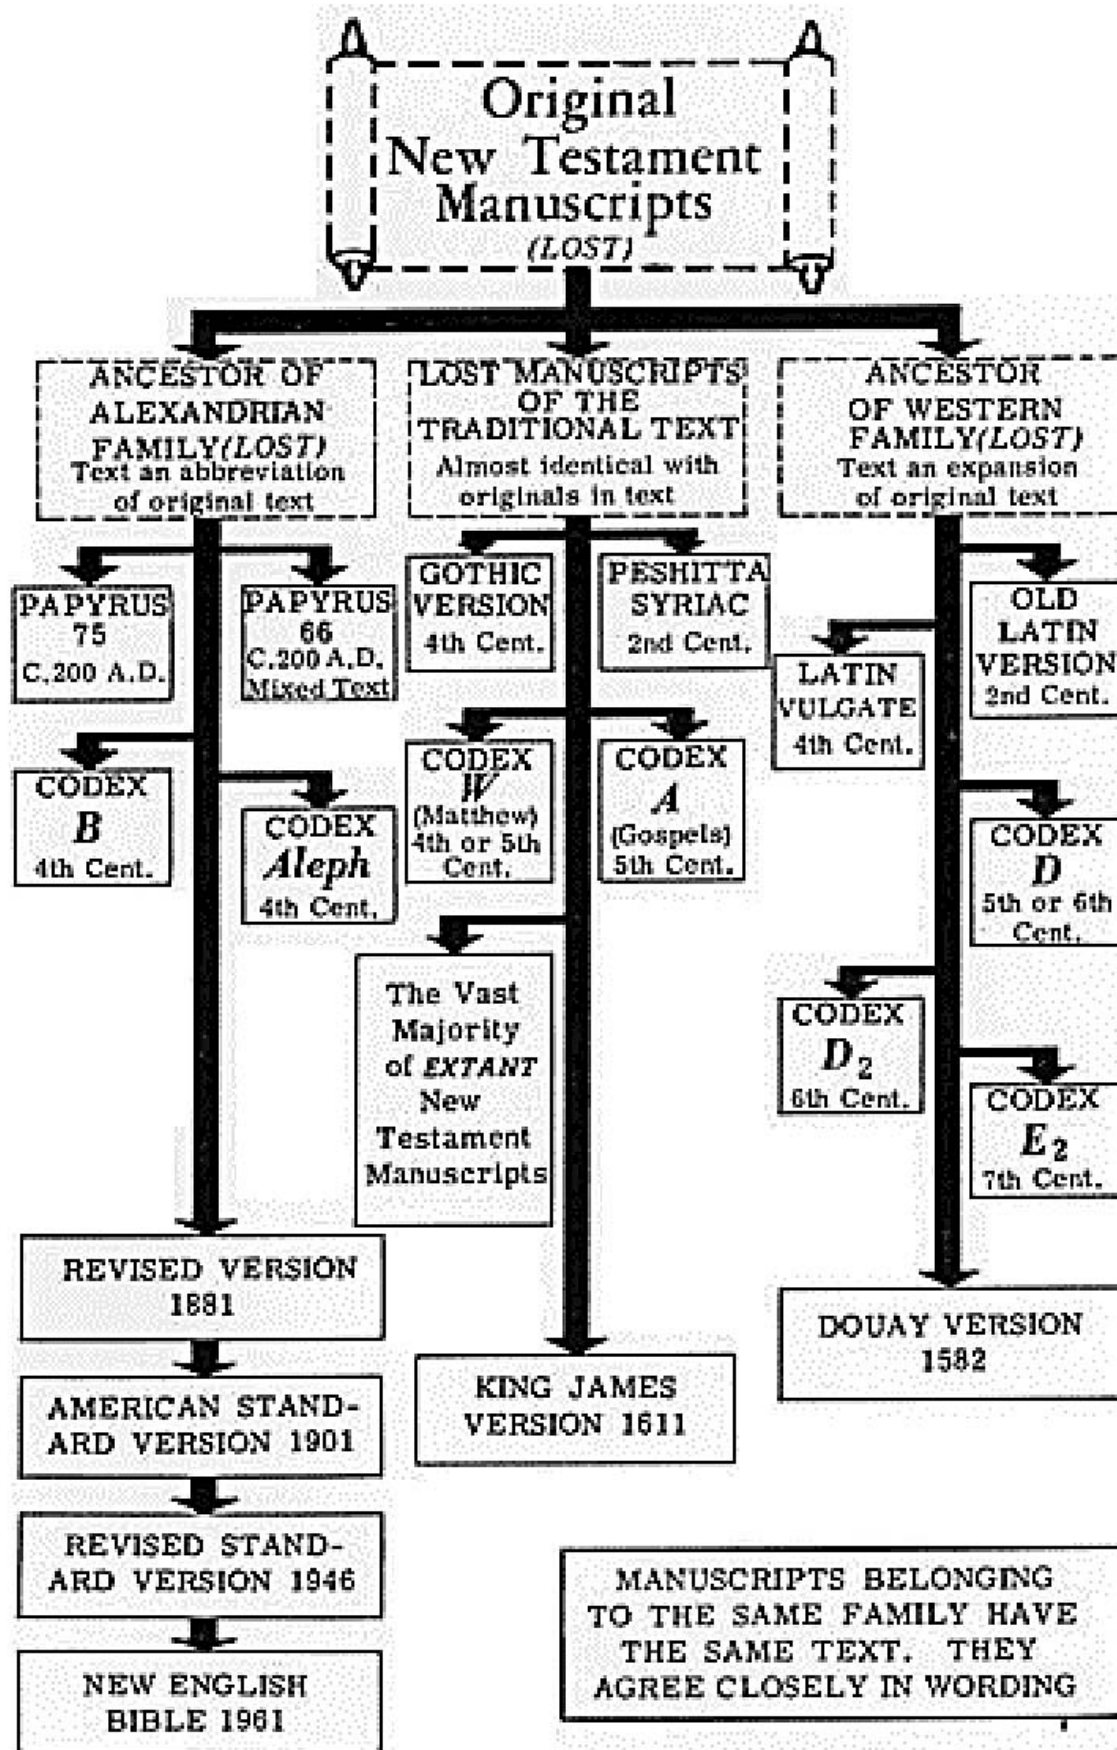 Original
New Testament
Manuscripts
(LOST)
ANCESTOR OF
ALEXANDRIAN
FAMILY(LOST)
Text an abbreviation
of original text
LOST MANUSCRIPTS
OF THE
TRADITIONAL TEXT
Almost identical with
originals in text
ANCESTOR
OF WESTERN
FAMILY(LOST)
Text an expansion
of original text
PAPYRUS
75
C.200 A.D.
PAPYRUS
66
C.200 A.D.
Mixed Text
GOTHIC
VERSION
4th Cent.
PESHITTA
SYRIAC
2nd Cent.
LATIN
VULGATE
4th Cent.
OLD
LATIN
VERSION
2nd Cent.
CODEX
B
4th Cent.
CODEX
Aleph
4th Cent.
CODEX
W
(Matthew)
4th or 5th
Cent.
CODEX
A
(Gospels)
5th Cent.
CODEX
D
5th or 6th
Cent.
The Vast
Majority
of EXTANT
New
Testament
Manuscripts
CODEX
D2
6th Cent.
CODEX
E2
7th Cent.
REVISED VERSION
1881
AMERICAN STAND-
ARD VERSION 1901
REVISED STAND-
ARD VERSION 1946
NEW ENGLISH
BIBLE 1961
KING JAMES
VERSION 1611
DOUAY VERSION
1582
MANUSCRIPTS BELONGING
TO THE SAME FAMILY HAVE
THE SAME TEXT. THEY
AGREE CLOSELY IN WORDING